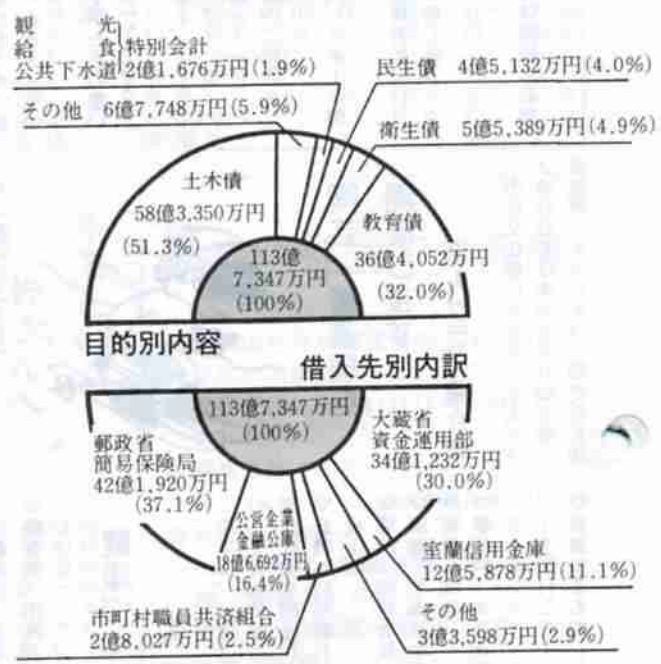 観光
給食
公共下水道}特別会計
2億1,676万円(1.9%)
その他 6億7,748万円(5.9%)
民生債 4億5,132万円(4.0%)
衛生債 5億5,389万円(4.9%)
土木債
58億3,350万円
(51.3%)
113億
7,347万円
(100%)
教育債
36億4,052万円
(32.0%)
目的別内容
借入先別内訳
113億7,347万円
(100%)
郵政省
簡易保険局
42億1,920万円
(37.1%)
公営企業
金融公庫
18億6,692万円
(16.4%)
大蔵省
資金運用部
34億1,232万円
(30.0%)
室蘭信用金庫
12億5,878万円(11.1%)
市町村職員共済組合
2億8,027万円(2.5%)
その他
3億3,598万円(2.9%)